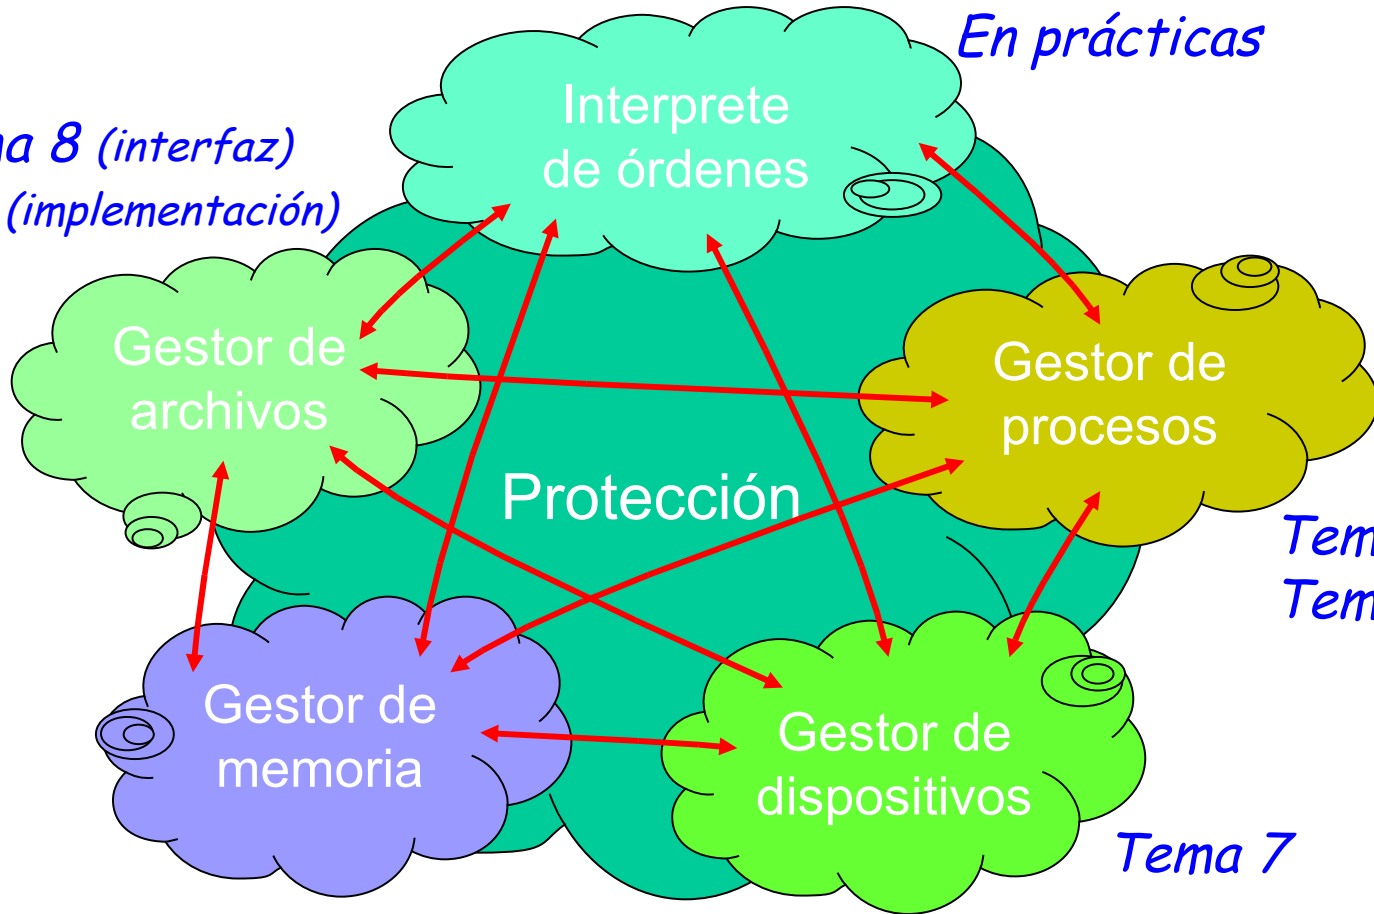 En prácticas
Interprete
de órdenes
8 (interfaz)
(implementación)
Gestor de
archivos
Gestor de
procesos
Protección
Gestor de
memoria
Gestor de
dispositivos
Tema 7